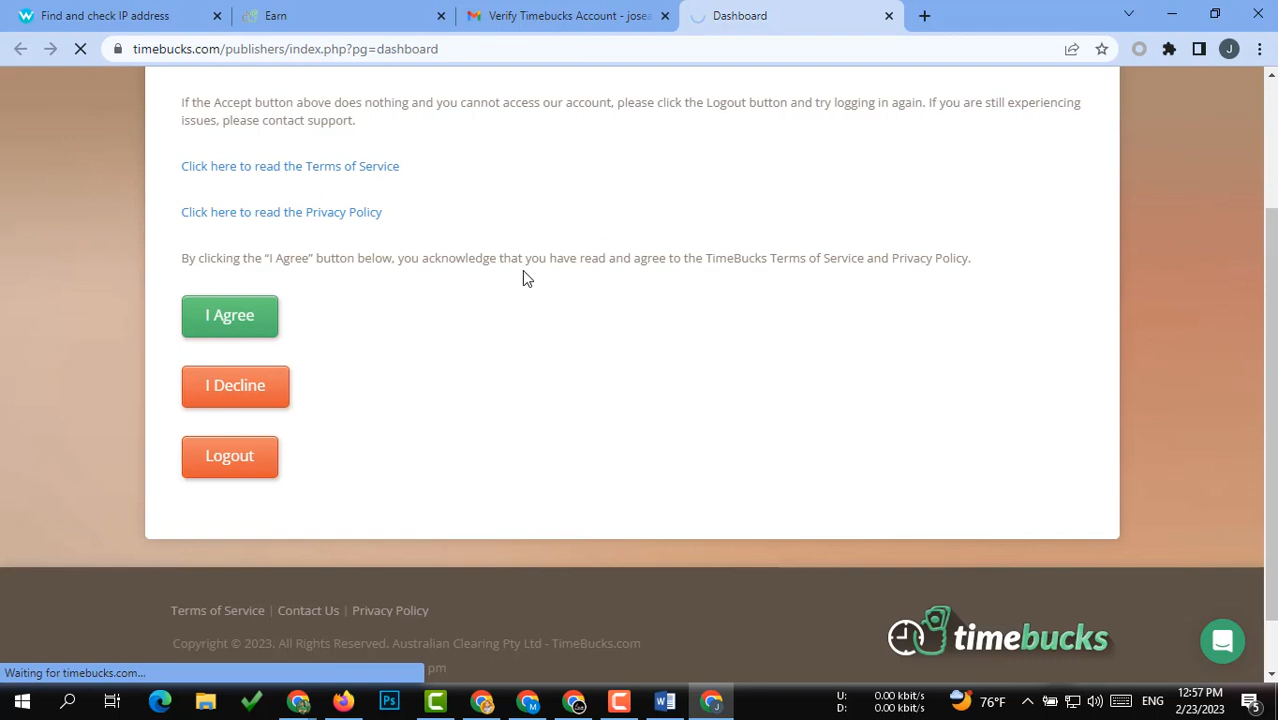 Find and check IP address
Earn
Verify Timebucks Account - josea
Dashboard
timebucks.com/publishers/index.php?pg=dashboard
J
If the Accept button above does nothing and you cannot access our account, please click the Logout button and try logging in again. If you are still experiencing
issues, please contact support.
Click here to read the Terms of Service
Click here to read the Privacy Policy
By clicking the “I Agree” button below, you acknowledge that you have read and agree to the TimeBucks Terms of Service and Privacy Policy.
I Agree
I Decline
Logout
Terms of Service | Contact Us | Privacy Policy
Copyright © 2023. All Rights Reserved. Australian Clearing Pty Ltd - TimeBucks.com
timebucks
Waiting for timebucks.com...
pm
Ps
U: 0.00 kbit/s
D: 0.00 kbit/s
76°F
ENG
12:57 PM
2/23/2023
5